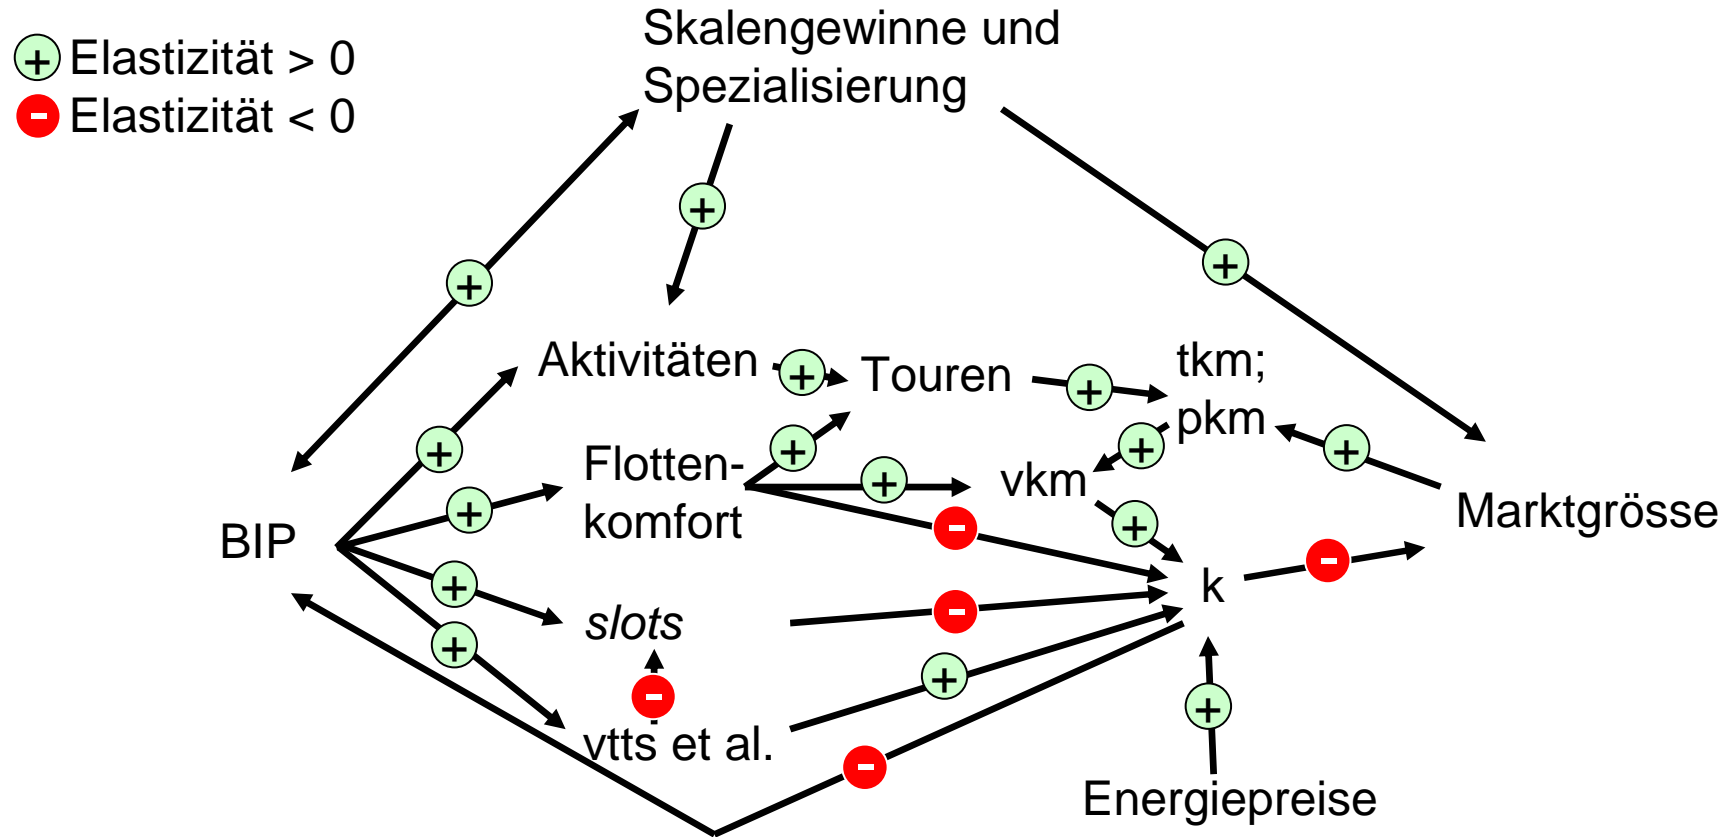 + Elastizität > 0
- Elastizität < 0
Skalengewinne und
Spezialisierung
+
+
+
Aktivitäten
+
Touren
+
tkm;
pkm
+
+
+
+
Flotten-
komfort
+
+
vkm
+
-
Marktgrösse
BIP
-
k
+
slots
-
+
-
+
vtts et al.
+
-
Energiepreise